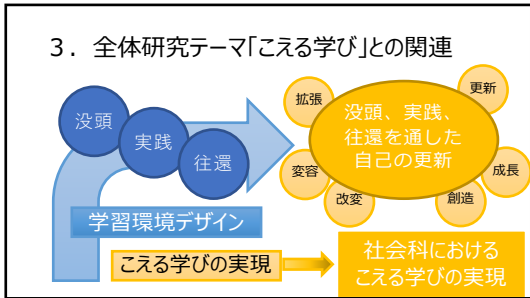 ３．全体研究テーマ「こえる学び」との関連
没頭
実践
往還
学習環境デザイン
こえる学びの実現
拡張
変容
改変
没頭、実践、
往還を通した
自己の更新
更新
成長
創造
社会科における
こえる学びの実現